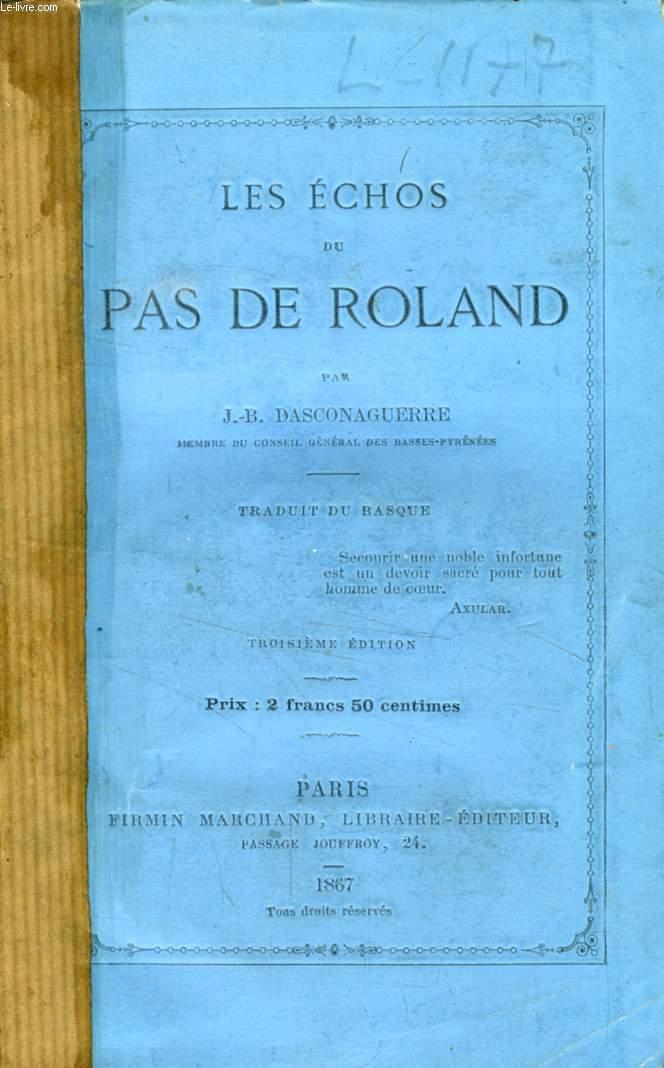 Le-livre.com
L-1177
LES ÉCHOS
DU
PAS DE ROLAND
PAR
J.-B. DASCONAGUERRE
MEMBRE DU CONSEIL GÉNÉRAL DES BASSES-PYRÉNÉES
TRADUIT DU BASQUE
Secourir une noble infortune
est un devoir sacré pour tout
homme de cœur.
AXULAR.
TROISIÈME ÉDITION
Prix : 2 francs 50 centimes
PARIS
FIRMIN MARCHAND, LIBRAIRE-ÉDITEUR,
PASSAGE JOUFFROY, 24.
1867
Tous droits réservés